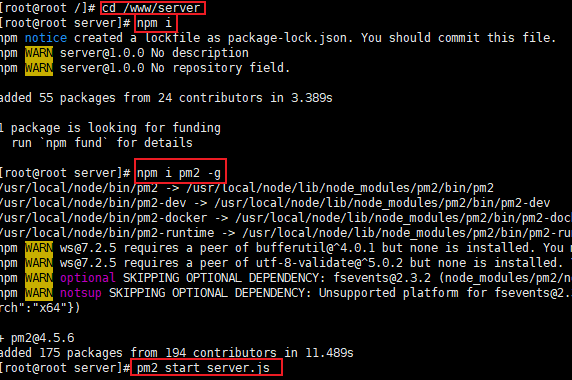 [root@root /]# cd /www/server
[root@root server]# npm i
npm notice created a lockfile as package-lock.json. You should commit this file.
npm WARN server@1.0.0 No description
npm WARN server@1.0.0 No repository field.
added 55 packages from 24 contributors in 3.389s
1 package is looking for funding
run `npm fund` for details
[root@root server]# npm i pm2 -g
/usr/local/node/bin/pm2 -> /usr/local/node/lib/node_modules/pm2/bin/pm2
/usr/local/node/bin/pm2-dev -> /usr/local/node/lib/node_modules/pm2/bin/pm2-dev
/usr/local/node/bin/pm2-docker -> /usr/local/node/lib/node_modules/pm2/bin/pm2-doc
/usr/local/node/bin/pm2-runtime -> /usr/local/node/lib/node_modules/pm2/bin/pm2-ru
npm WARN ws@7.2.5 requires a peer of bufferutil@^4.0.1 but none is installed. You m
npm WARN ws@7.2.5 requires a peer of utf-8-validate@^5.0.2 but none is installed.
npm WARN optional SKIPPING OPTIONAL DEPENDENCY: fsevents@2.3.2 (node_modules/pm2/no
npm WARN notsup SKIPPING OPTIONAL DEPENDENCY: Unsupported platform for fsevents@2.3
rch":"x64"})
+ pm2@4.5.6
added 175 packages from 194 contributors in 11.489s
[root@root server]# pm2 start server.js